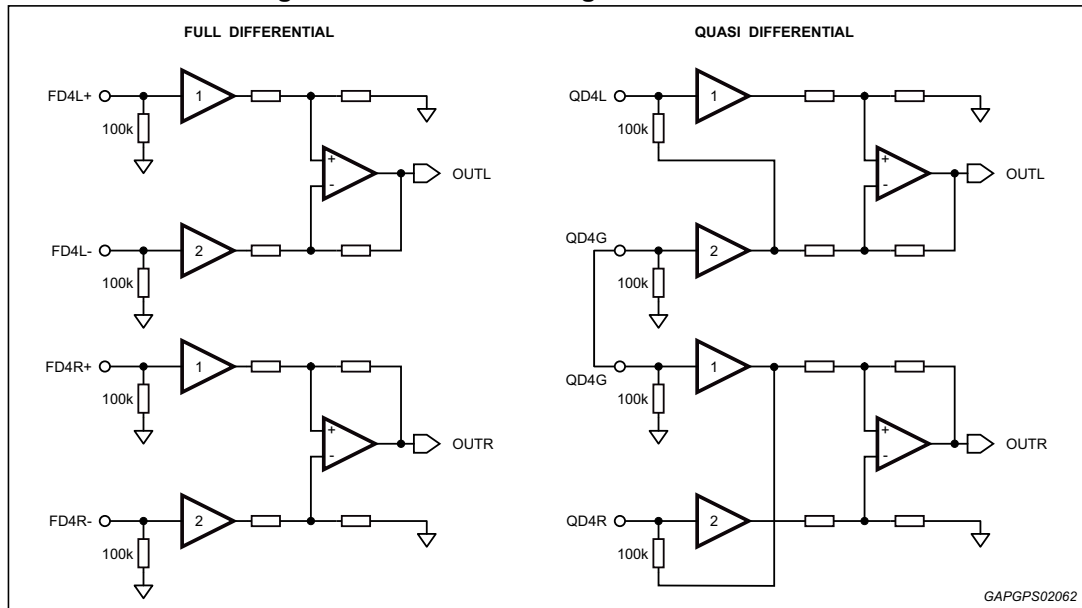 FULL DIFFERENTIAL
FD4L+
1
100k
+
-
OUTL
FD4L-
2
100k
FD4R+
1
100k
+
-
OUTR
FD4R-
2
100k
QUASI DIFFERENTIAL
QD4L
1
100k
+
-
OUTL
QD4G
2
100k
QD4G
1
100k
+
-
OUTR
QD4R
2
100k
GAPGPS02062